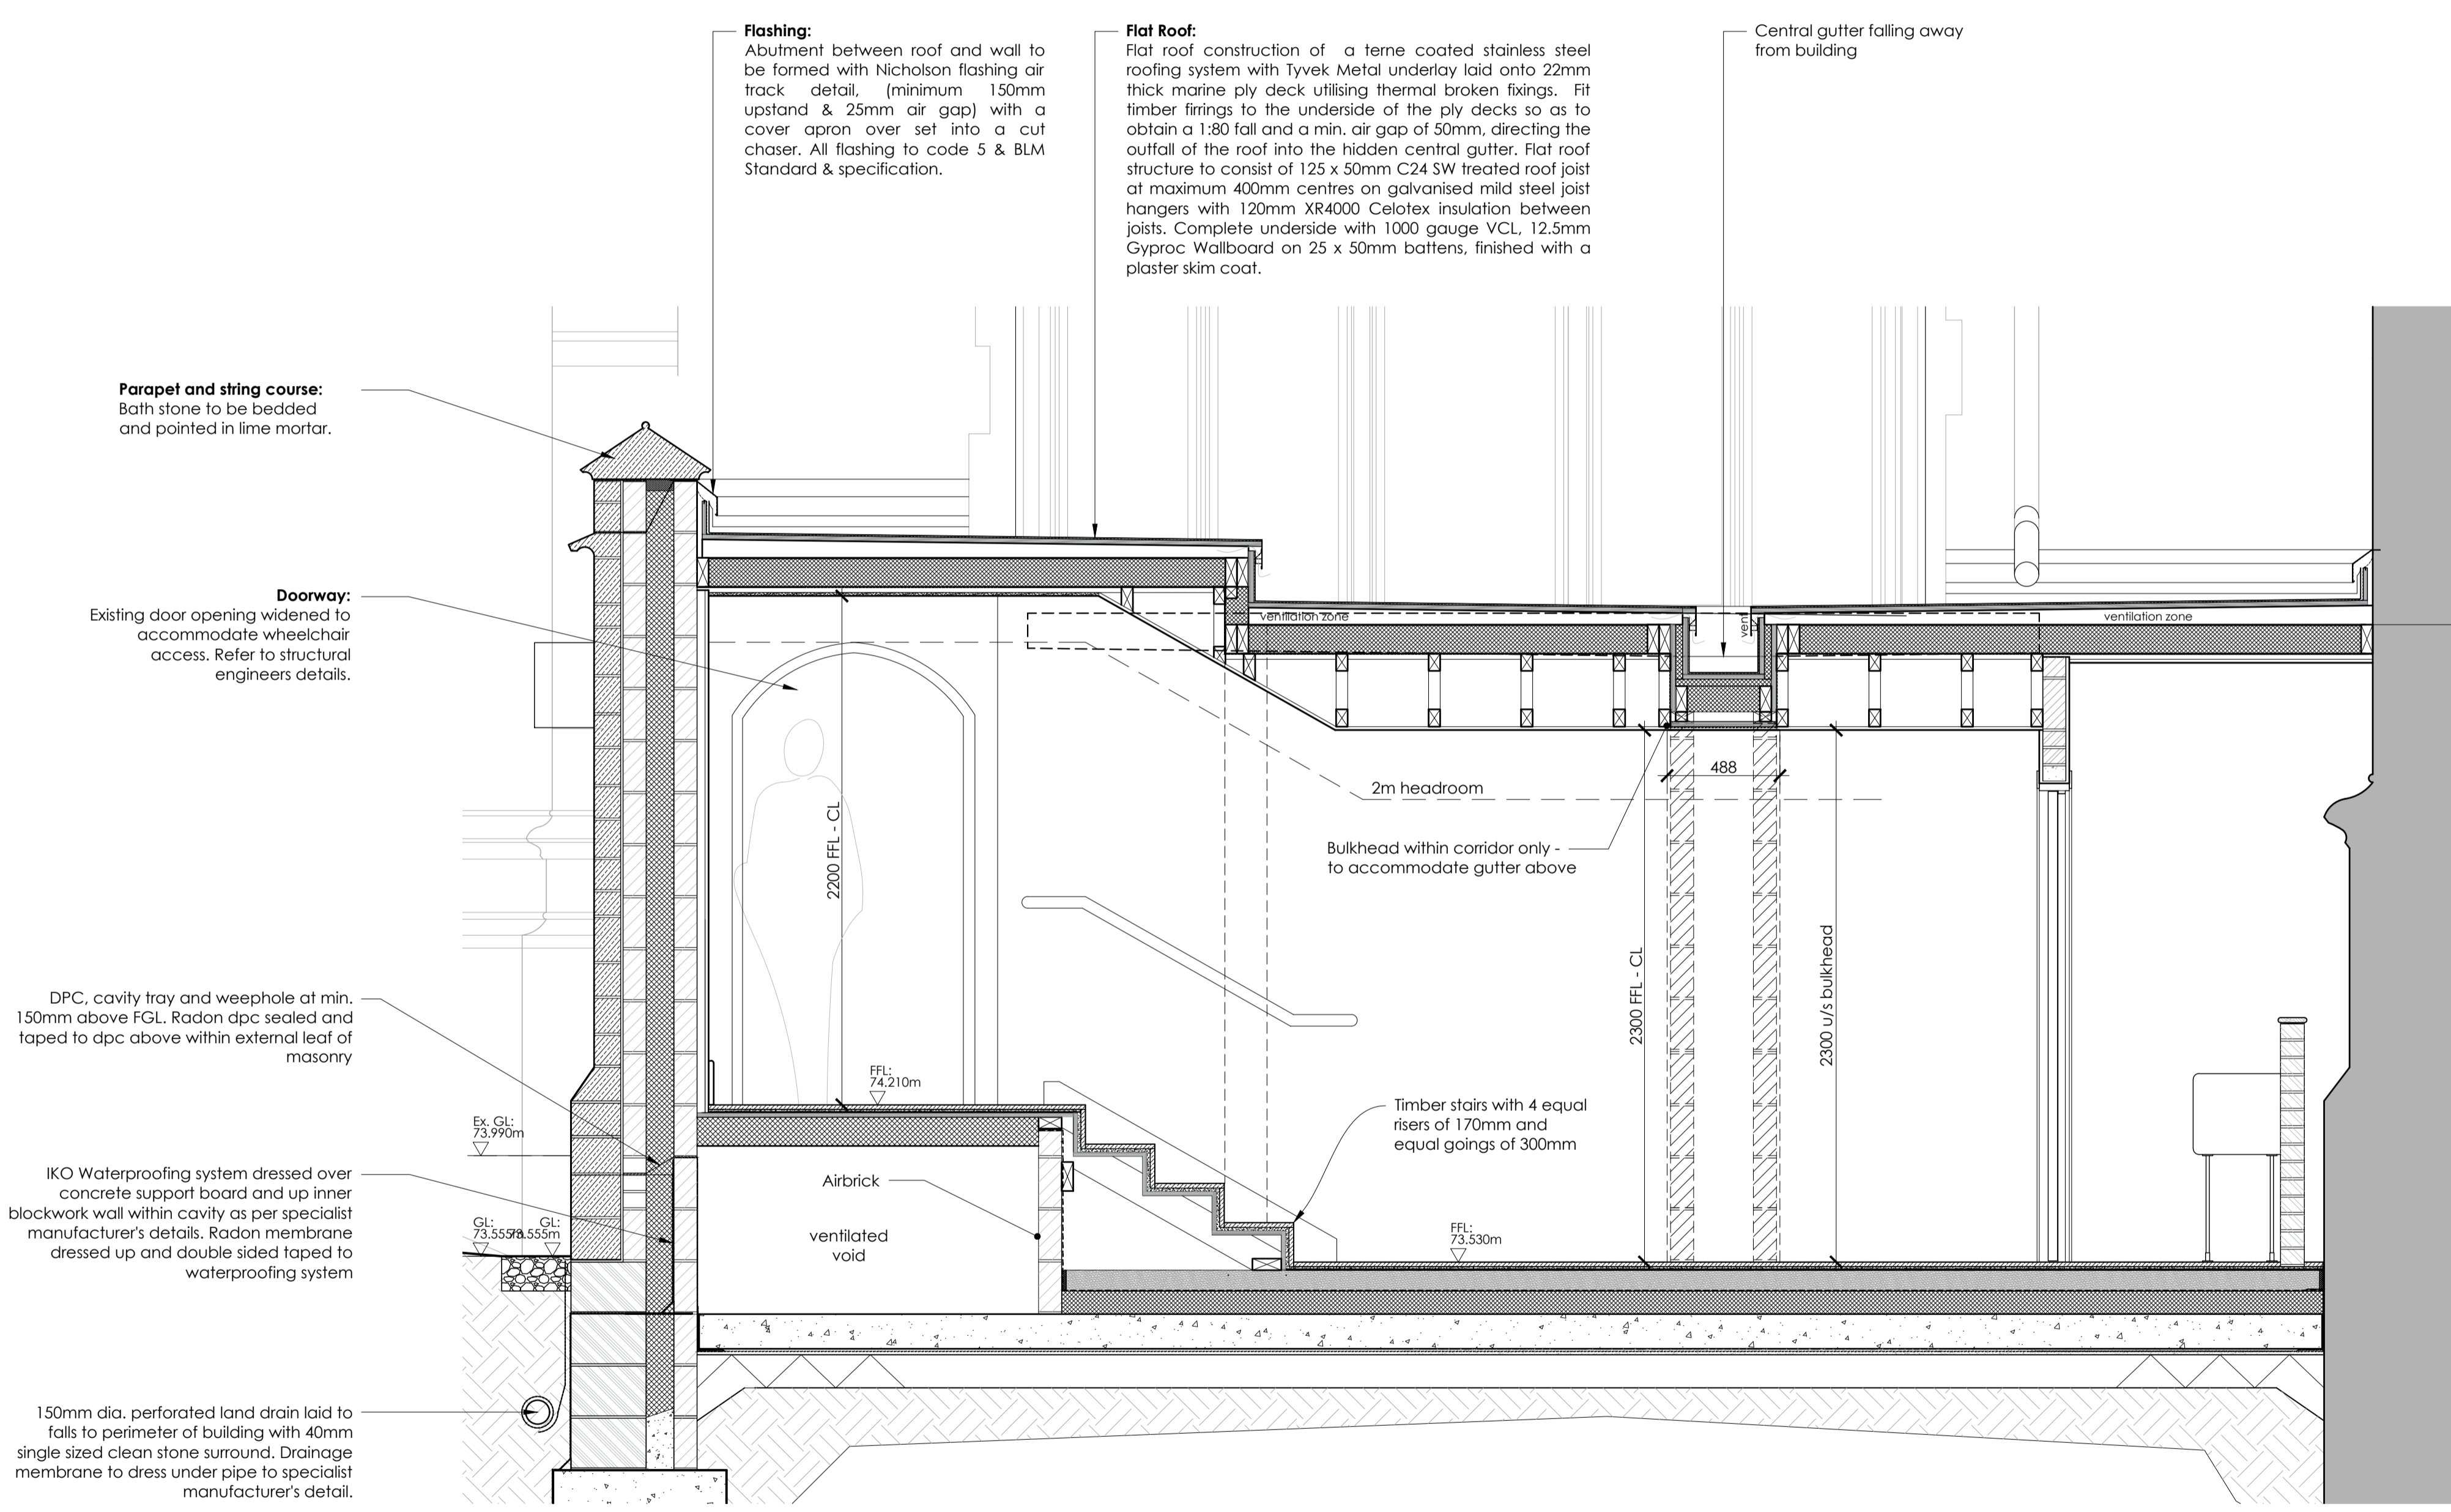 Flashing:
Abutment between roof and wall to
be formed with Nicholson flashing air
track detail, (minimum 150mm
upstand & 25mm air gap) with a
cover apron over set into a cut
chaser. All flashing to code 5 & BLM
Standard & specification.
Flat Roof:
Flat roof construction of a terne coated stainless steel
roofing system with Tyvek Metal underlay laid onto 22mm
thick marine ply deck utilising thermal broken fixings. Fit
timber firrings to the underside of the ply decks so as to
obtain a 1:80 fall and a min. air gap of 50mm, directing the
outfall of the roof into the hidden central gutter. Flat roof
structure to consist of 125 x 50mm C24 SW treated roof joist
at maximum 400mm centres on galvanised mild steel joist
hangers with 120mm XR4000 Celotex insulation between
joists. Complete underside with 1000 gauge VCL, 12.5mm
Gyproc Wallboard on 25 x 50mm battens, finished with a
plaster skim coat.
Central gutter falling away
from building
Parapet and string course:
Bath stone to be bedded
and pointed in lime mortar.
Doorway:
Existing door opening widened to
accommodate wheelchair
access. Refer to structural
engineers details.
ventilation zone
vent
ventilation zone
488
2m headroom
Bulkhead within corridor only -
to accommodate gutter above
2200 FFL - CL
2300 FFL - CL
2300 u/s bulkhead
DPC, cavity tray and weephole at min.
150mm above FGL. Radon dpc sealed and
taped to dpc above within external leaf of
masonry
FFL:
74.210m
Timber stairs with 4 equal
risers of 170mm and
equal goings of 300mm
Ex. GL:
73.990m
IKO Waterproofing system dressed over
concrete support board and up inner
blockwork wall within cavity as per specialist
manufacturer's details. Radon membrane
dressed up and double sided taped to
waterproofing system
Airbrick
ventilated
void
GL:
73.555m
GL:
73.555m
FFL:
73.530m
150mm dia. perforated land drain laid to
falls to perimeter of building with 40mm
single sized clean stone surround. Drainage
membrane to dress under pipe to specialist
manufacturer's detail.